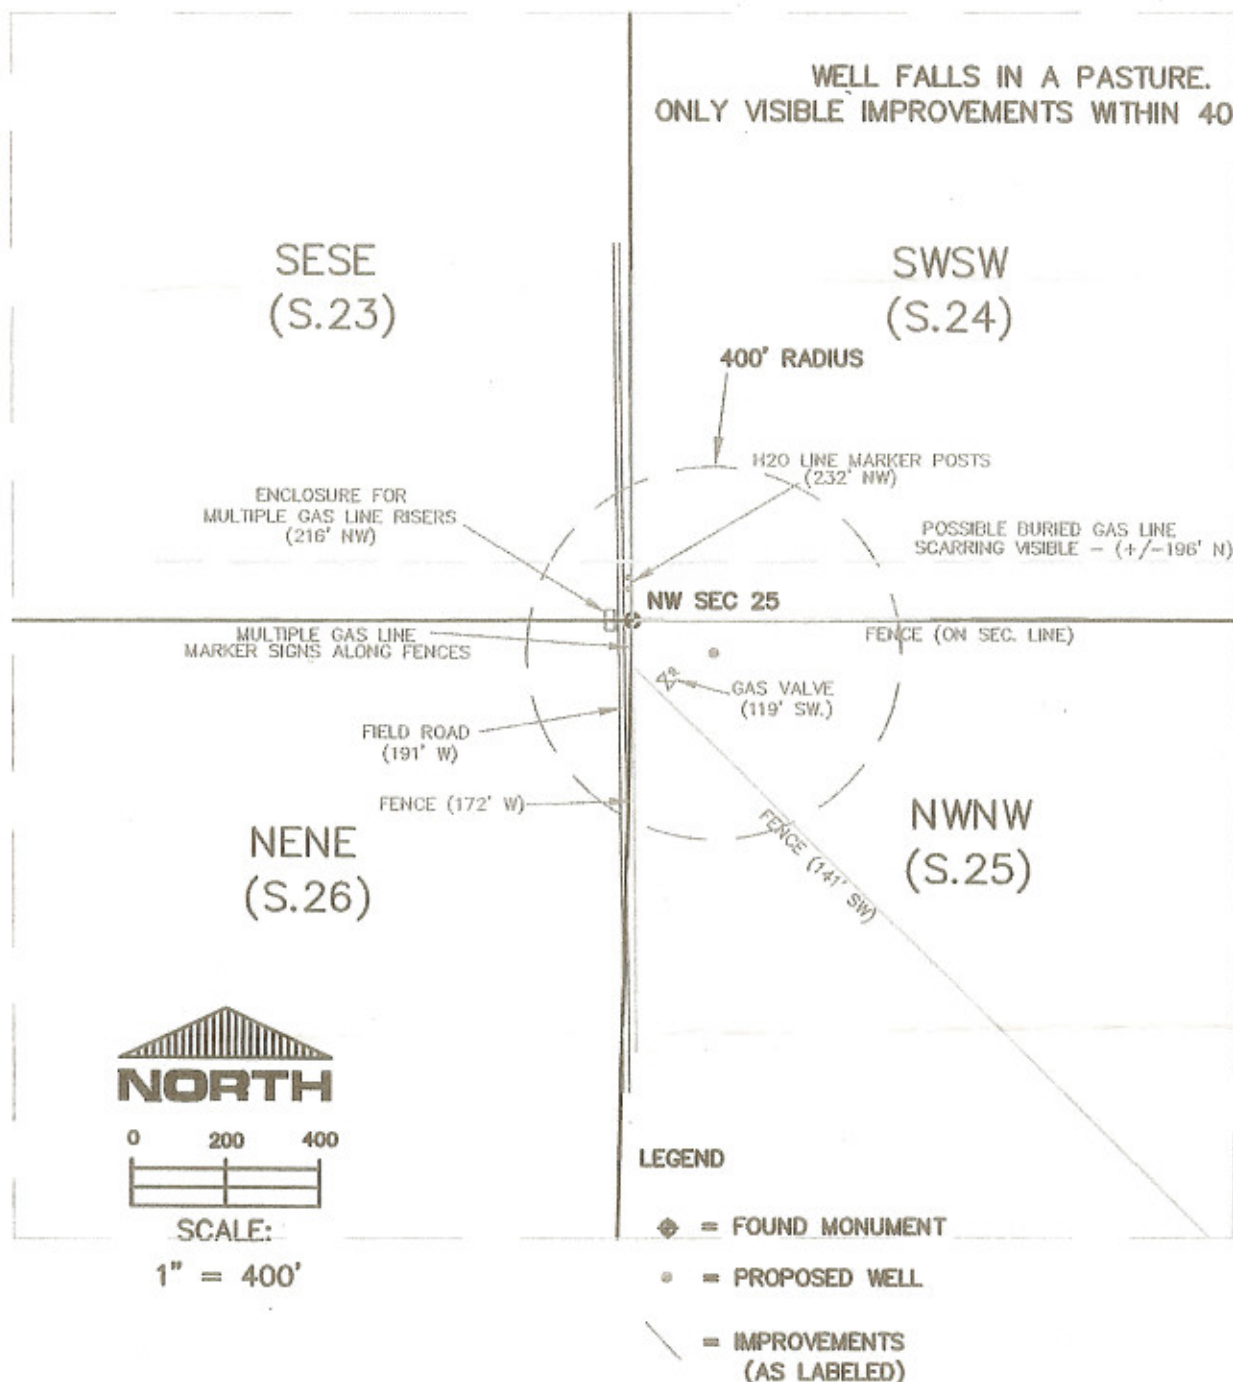 WELL FALLS IN A PASTURE.
ONLY VISIBLE IMPROVEMENTS WITHIN 40
SESE
(S.23)
SWSW
(S.24)
400' RADIUS
H2O LINE MARKER POSTS
(232' NW)
ENCLOSURE FOR
MULTIPLE GAS LINE RISERS
(216' NW)
POSSIBLE BURIED GAS LINE
SCARRING VISIBLE - (+/-196' N)
NW SEC 25
MULTIPLE GAS LINE
MARKER SIGNS ALONG FENCES
FENCE (ON SEC. LINE)
GAS VALVE
(119' SW.)
FIELD ROAD
(191' W)
FENCE (172' W)
FENCE (141' SW)
NENE
(S.26)
NWNW
(S.25)
NORTH
0 200 400
SCALE:
1" = 400'
LEGEND
= FOUND MONUMENT
= PROPOSED WELL
= IMPROVEMENTS
(AS LABELED)